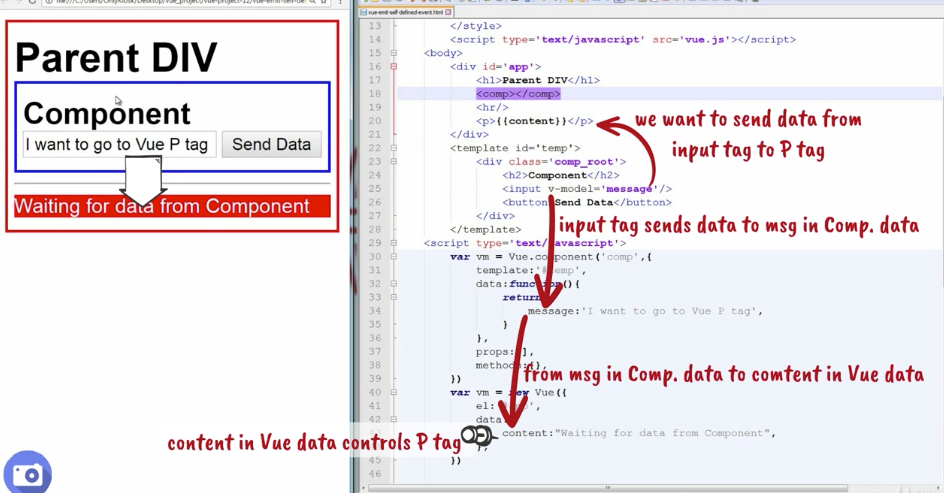 file:///C:/Users/OnlyKiosk/Desktop/vue_project/vue-project-12/vue-emit-self-de
Parent DIV
Component
I want to go to Vue P tag
Send Data
Waiting for data from Component
vue-emit-self-defined-event.html
13 </style>
14 <script type='text/javascript' src='vue.js'></script>
15 <body>
16 <div id='app'>
17 <h1>Parent DIV</h1>
18 <comp></comp>
19 <hr/>
20 <p>{{content}}</p>
21 </div>
22 <template id='temp'>
23 <div class='comp_root'>
24 <h2>Component</h2>
25 <input v-model='message'/>
26 <button>Send Data</button>
27 </div>
28 </template>
29 <script type='text/javascript'>
30 var vm = Vue.component('comp',{
31 template:'#temp',
32 data:function(){
33 return
34 message:'I want to go to Vue P tag',
35 }
36 },
37 props:[],
38 methods:{},
39 })
40 var vm = new Vue({
41 el:
42 data
content:"Waiting for data from Component",
45 })
46
we want to send data from
input tag to P tag
input tag sends data to msg in Comp. data
from msg in Comp. data to comtent in Vue data
content in Vue data controls P tag